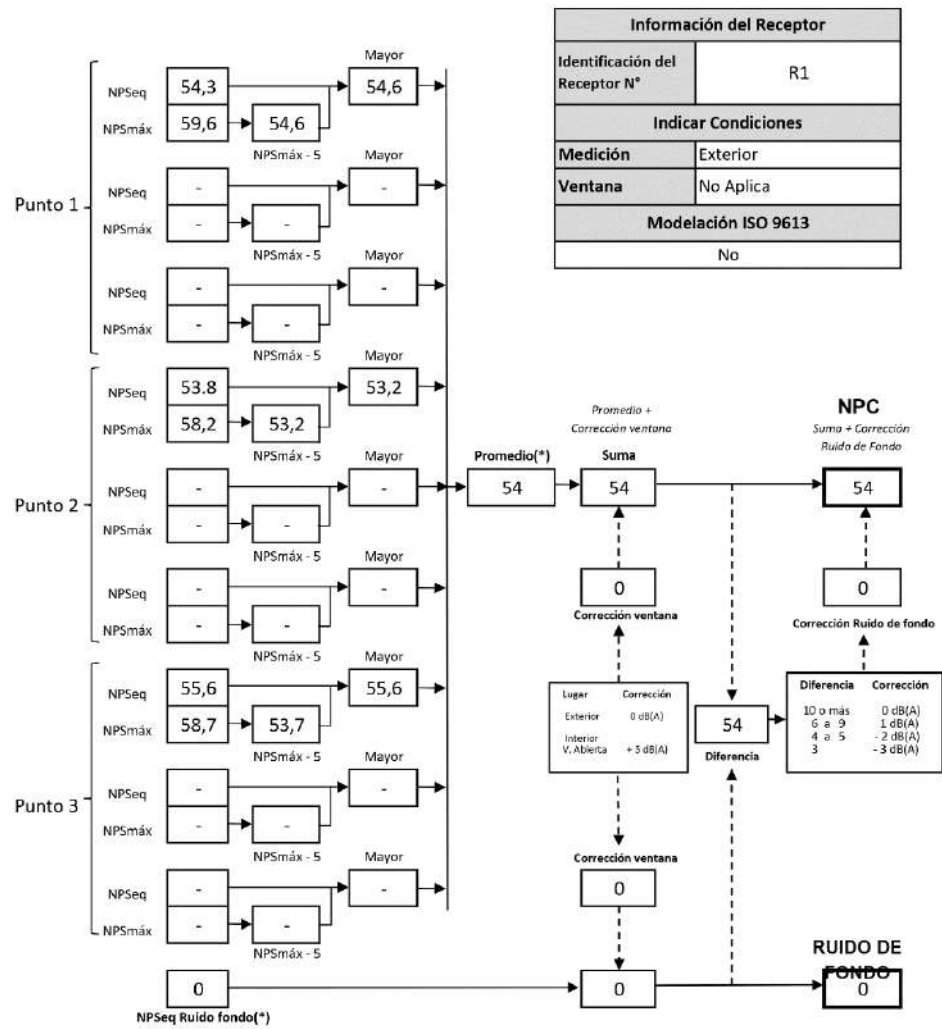 Información del Receptor
Identificación del
Receptor N°
R1
Indicar Condiciones
Medición Exterior
Ventana No Aplica
Modelación ISO 9613
No
Punto 1
Mayor
NPSeq 54,3 54,6
NPSmáx 59,6 54,6
NPSmáx - 5
Mayor
NPSeq - -
NPSmáx - -
NPSmáx - 5
Mayor
NPSeq - -
NPSmáx - -
NPSmáx - 5
Punto 2
Mayor
NPSeq 53.8 53,2
NPSmáx 58,2 53,2
NPSmáx - 5
Mayor
NPSeq - -
NPSmáx - -
NPSmáx - 5
Mayor
NPSeq - -
NPSmáx - -
NPSmáx - 5
Punto 3
Mayor
NPSeq 55,6 55,6
NPSmáx 58,7 53,7
NPSmáx - 5
Mayor
NPSeq - -
NPSmáx - -
NPSmáx - 5
Mayor
NPSeq - -
NPSmáx - -
NPSmáx - 5
0
NPSeq Ruido fondo(*)
Promedio(*)
54
Promedio +
Corrección ventana
Suma
54
0
Corrección ventana
Lugar Corrección
Exterior 0 dB(A)
Interior
V. Abierta + 5 dB(A)
Corrección ventana
0
0
54
Diferencia
NPC
Suma + Corrección
Ruido de Fondo
54
0
Corrección Ruido de fondo
Diferencia Corrección
10 o más 0 dB(A)
6 a 9 1 dB(A)
4 a 5 - 2 dB(A)
3 - 3 dB(A)
RUIDO DE
FONDO
0